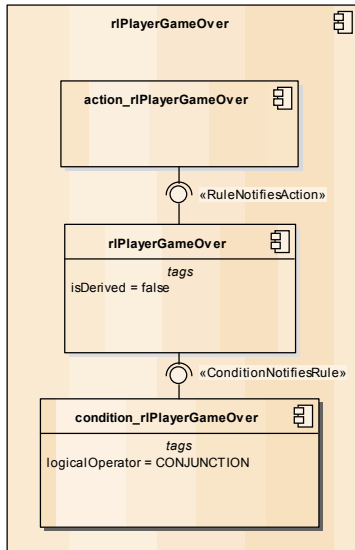 rlPlayerGameOver
action_rlPlayerGameOver
«RuleNotifiesAction»
rlPlayerGameOver
tags
isDerived = false
«ConditionNotifiesRule»
condition_rlPlayerGameOver
tags
logicalOperator = CONJUNCTION